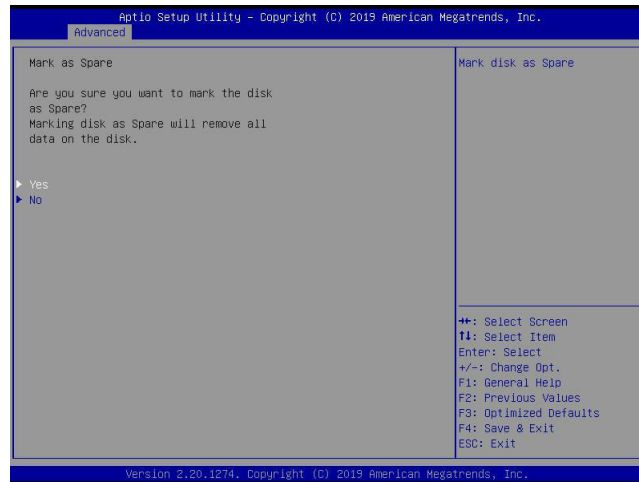 Aptio Setup Utility – Copyright (C) 2019 American Megatrends, Inc.
Advanced
Mark as Spare
Are you sure you want to mark the disk
as Spare?
Marking disk as Spare will remove all
data on the disk.
Yes
No
Mark disk as Spare
→←: Select Screen
↑↓: Select Item
Enter: Select
+/-: Change Opt.
F1: General Help
F2: Previous Values
F3: Optimized Defaults
F4: Save & Exit
ESC: Exit
Version 2.20.1274. Copyright (C) 2019 American Megatrends, Inc.